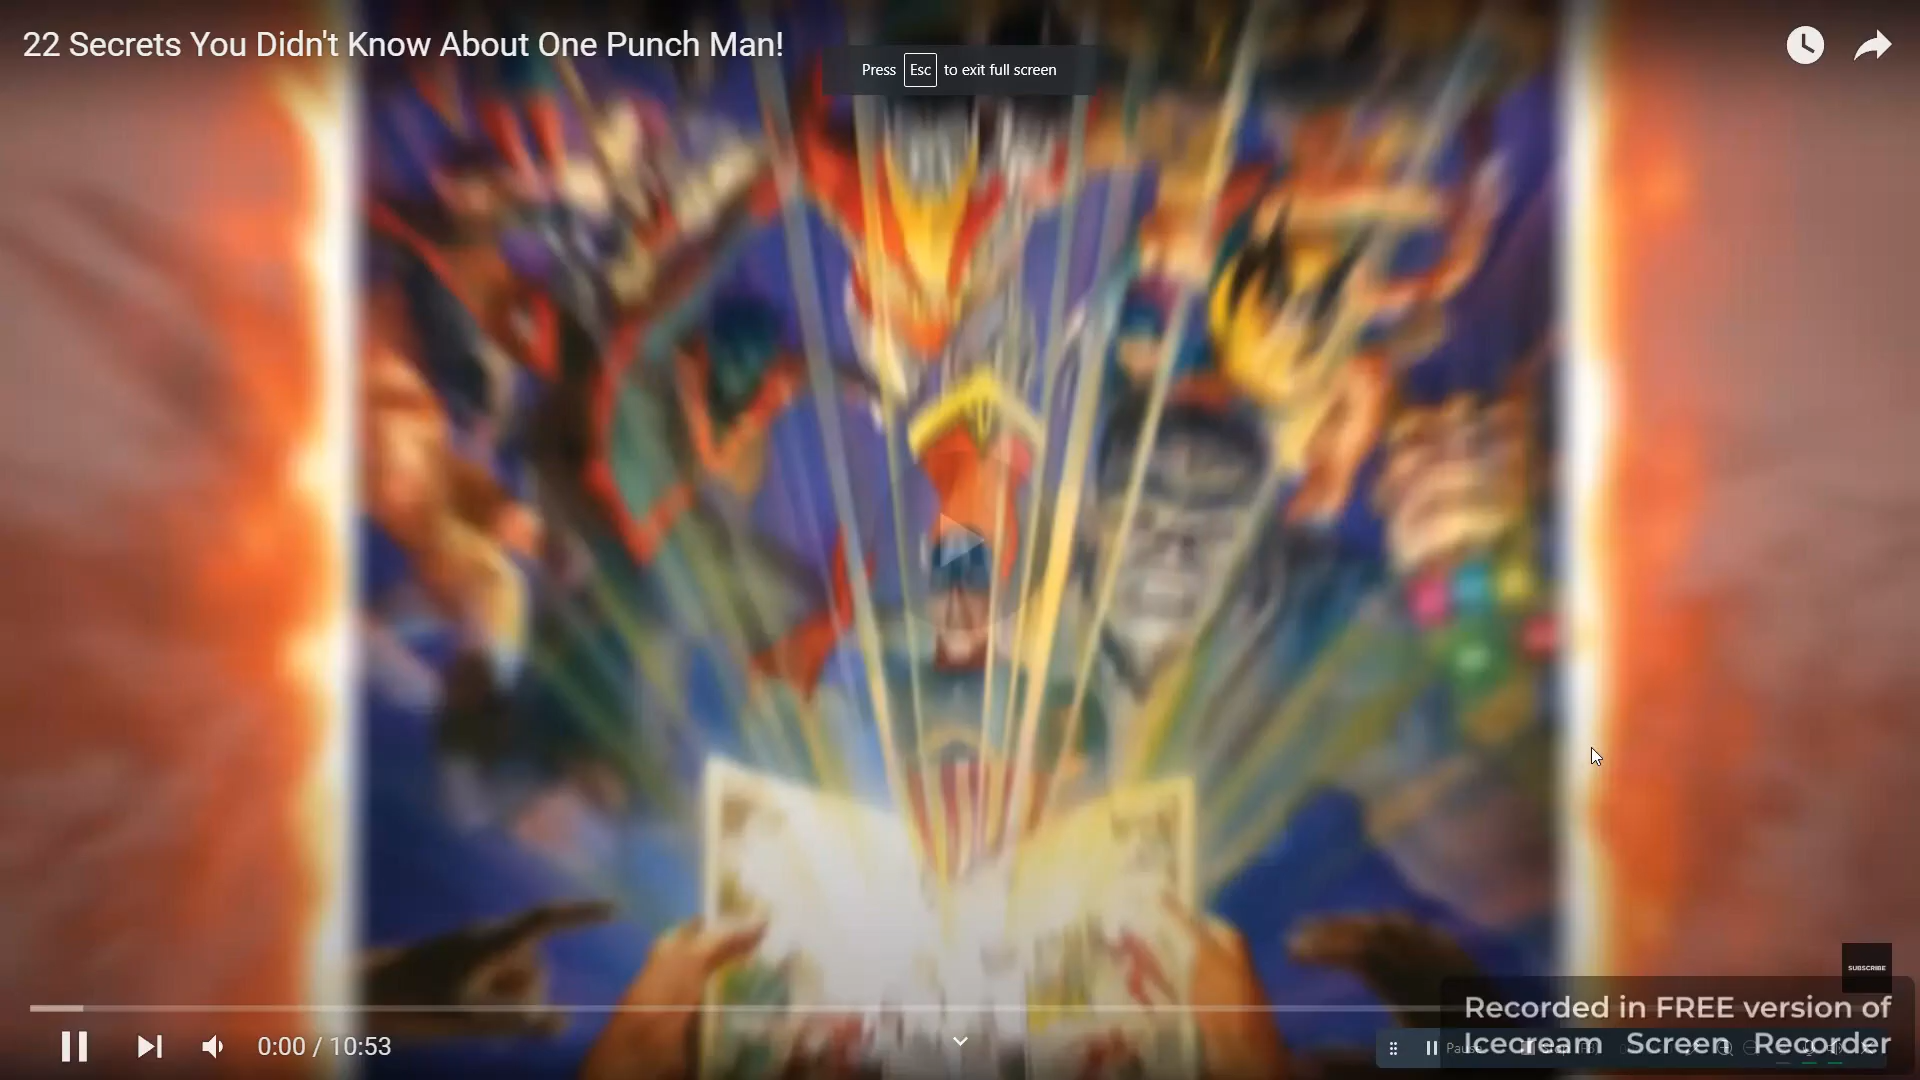 22 Secrets You Didn't Know About One Punch Man!
Press Esc to exit full screen
SUBSCRIBE
Recorded in FREE version of
Icecream Screen Recorder
0:00 / 10:53